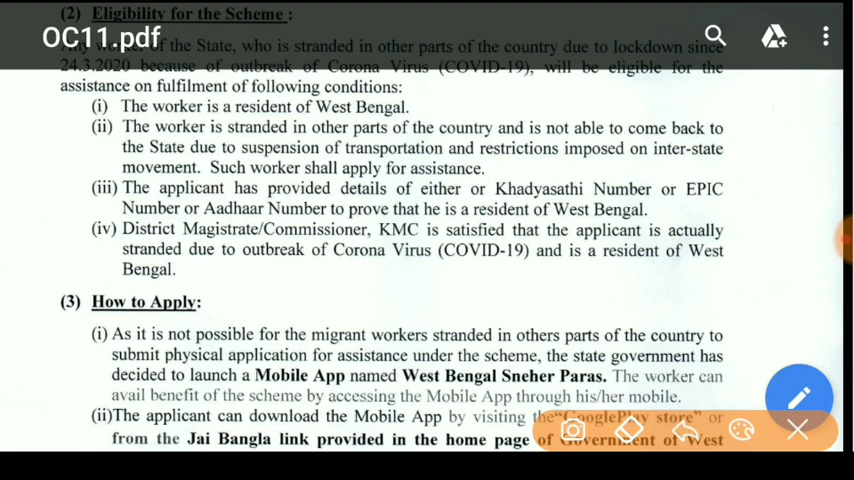 (2) Eligibility for the Scheme :
OC11.pdf
Any worker of the State, who is stranded in other parts of the country due to lockdown since
24.3.2020 because of outbreak of Corona Virus (COVID-19), will be eligible for the
assistance on fulfilment of following conditions:
(i) The worker is a resident of West Bengal.
(ii) The worker is stranded in other parts of the country and is not able to come back to
the State due to suspension of transportation and restrictions imposed on inter-state
movement. Such worker shall apply for assistance.
(iii) The applicant has provided details of either or Khadyasathi Number or EPIC
Number or Aadhaar Number to prove that he is a resident of West Bengal.
(iv) District Magistrate/Commissioner, KMC is satisfied that the applicant is actually
stranded due to outbreak of Corona Virus (COVID-19) and is a resident of West
Bengal.
(3) How to Apply:
(i) As it is not possible for the migrant workers stranded in others parts of the country to
submit physical application for assistance under the scheme, the state government has
decided to launch a Mobile App named West Bengal Sneher Paras. The worker can
avail benefit of the scheme by accessing the Mobile App through his/her mobile.
(ii)The applicant can download the Mobile App by visiting the "GooglePlay store" or
from the Jai Bangla link provided in the home page of Government of West